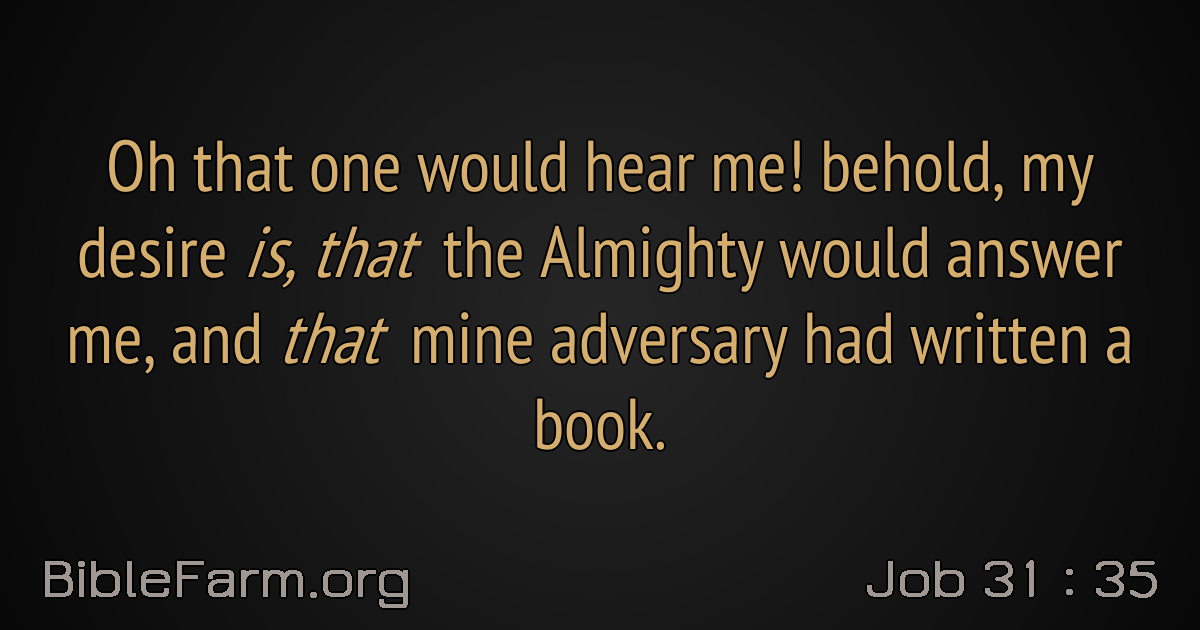 Oh that one would hear me! behold, my
desire is, that the Almighty would answer
me, and that mine adversary had written a
book.
BibleFarm.org
Job 31 : 35